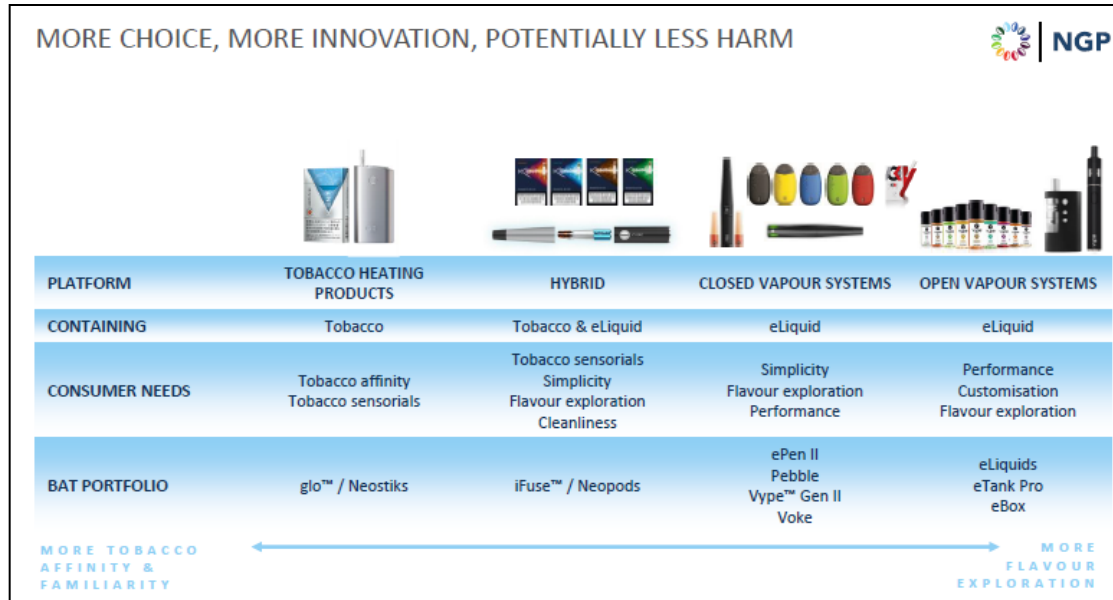 MORE CHOICE, MORE INNOVATION, POTENTIALLY LESS HARM
NGP
PLATFORM
TOBACCO HEATING
PRODUCTS
HYBRID
CLOSED VAPOUR SYSTEMS
OPEN VAPOUR SYSTEMS
CONTAINING
Tobacco
Tobacco & eLiquid
eLiquid
eLiquid
CONSUMER NEEDS
Tobacco affinity
Tobacco sensorials
Tobacco sensorials
Simplicity
Flavour exploration
Cleanliness
Simplicity
Flavour exploration
Performance
Performance
Customisation
Flavour exploration
BAT PORTFOLIO
glo™ / Neostiks
iFuse™ / Neopods
ePen II
Pebble
Vype™ Gen II
Voke
eLiquids
eTank Pro
eBox
MORE TOBACCO
AFFINITY &
FAMILIARITY
MORE
FLAVOUR
EXPLORATION